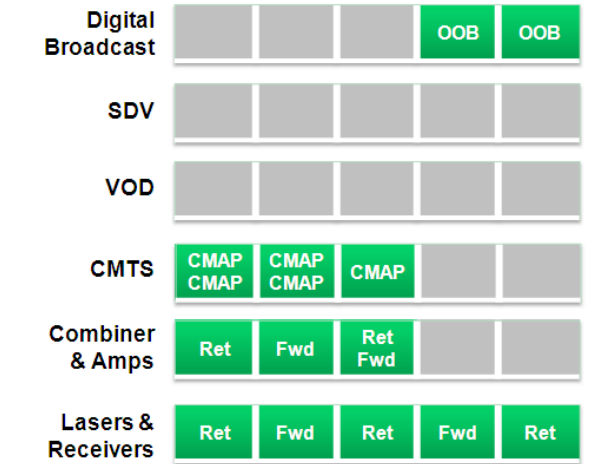 Digital
Broadcast
OOB OOB
SDV
VOD
CMTS
CMAP CMAP CMAP
CMAP CMAP
Combiner
& Amps
Ret Fwd Ret
Fwd
Lasers &
Receivers
Ret Fwd Ret Fwd Ret